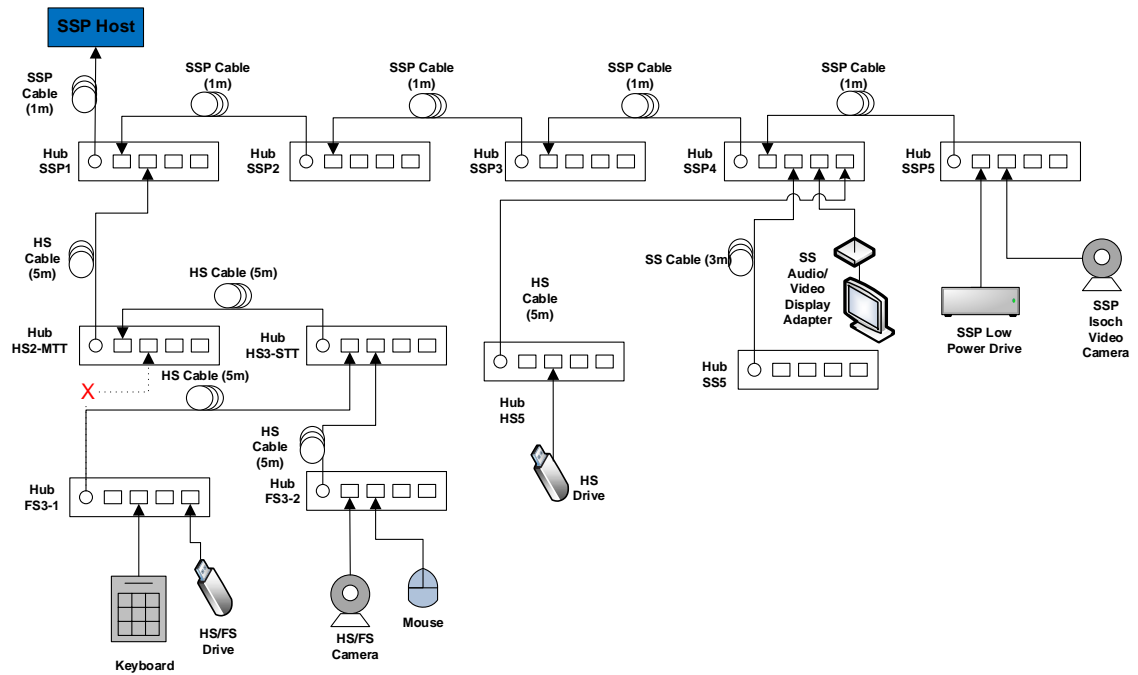 SSP Host
SSP
Cable
(1m)
SSP Cable
(1m)
SSP Cable
(1m)
SSP Cable
(1m)
SSP Cable
(1m)
Hub
SSP1
Hub
SSP2
Hub
SSP3
Hub
SSP4
Hub
SSP5
HS
Cable
(5m)
HS Cable (5m)
HS
Cable
(5m)
SS Cable (3m)
SS
Audio/
Video
Display
Adapter
SSP Low
Power Drive
SSP
Isoch
Video
Camera
Hub
HS2-MTT
Hub
HS3-STT
X
HS Cable (5m)
Hub
HS5
Hub
SS5
HS
Cable
(5m)
HS
Drive
Hub
FS3-1
Hub
FS3-2
Keyboard
HS/FS
Drive
HS/FS
Camera
Mouse